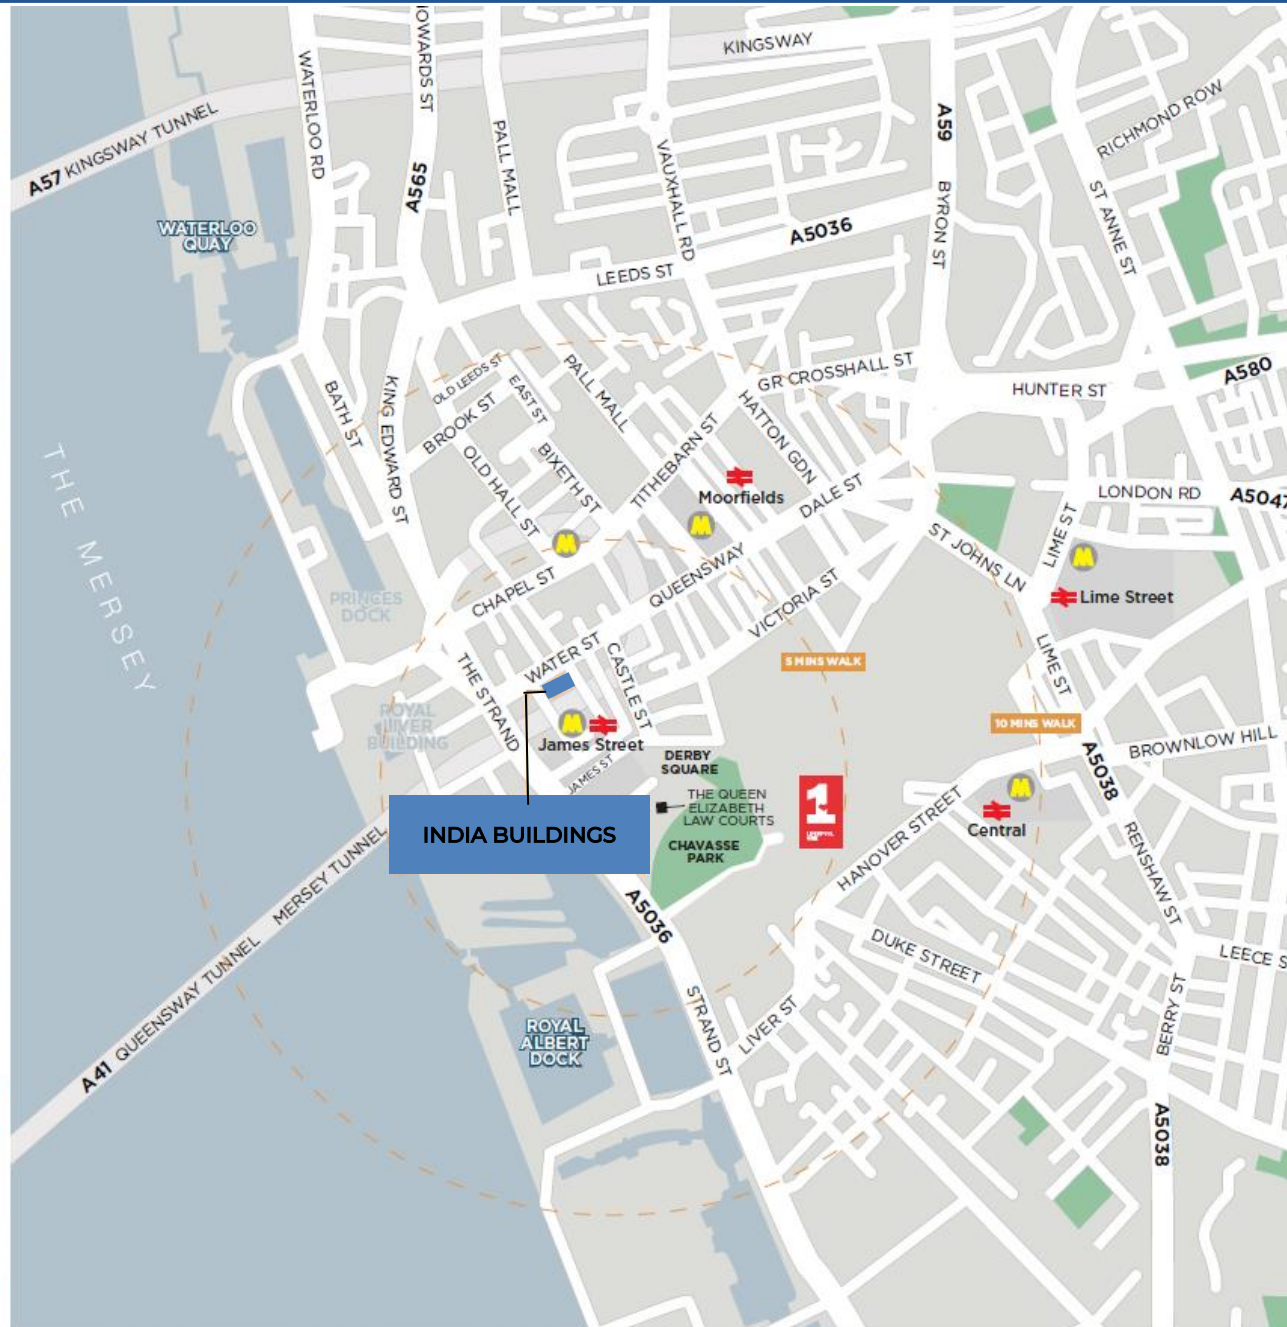 KINGSWAY
A57 KINGSWAY TUNNEL
WATERLOO RD
OWARDS ST
A565
PALL MALL
VAUXHALL RD
A59
BYRON ST
RICHMOND ROW
ST ANNE ST
WATERLOO
QUAY
A5036
LEEDS ST
OLD LEEDS ST
EAST ST
PALL MALL
GR CROSSHALL ST
HUNTER ST
A580
BATH ST
KING EDWARD ST
BROOK ST
OLD HALL ST
BIXETH ST
TITHEBARN ST
HATTON GDN
Moorfields
DALE ST
LONDON RD
A5047
THE MERSEY
M
M
QUEENSWAY
ST JOHNS LN
LIME ST
M
Lime Street
PRINCES
DOCK
CHAPEL ST
VICTORIA ST
WATER ST
CASTLE ST
THE STRAND
5 MINS WALK
LIME ST
10 MINS WALK
ROYAL
LIVER
BUILDING
M
James Street
JAMES ST
DERBY
SQUARE
THE QUEEN
ELIZABETH
LAW COURTS
CHAVASSE
PARK
INDIA BUILDINGS
1
BROWNLOW HILL
A5038
M
Central
HANOVER STREET
RENSHAW ST
MERSEY TUNNEL
A41 QUEENSWAY TUNNEL
A5036
DUKE STREET
LEECE S
STRAND ST
LIVER ST
BERRY ST
ROYAL
ALBERT
DOCK
A5038